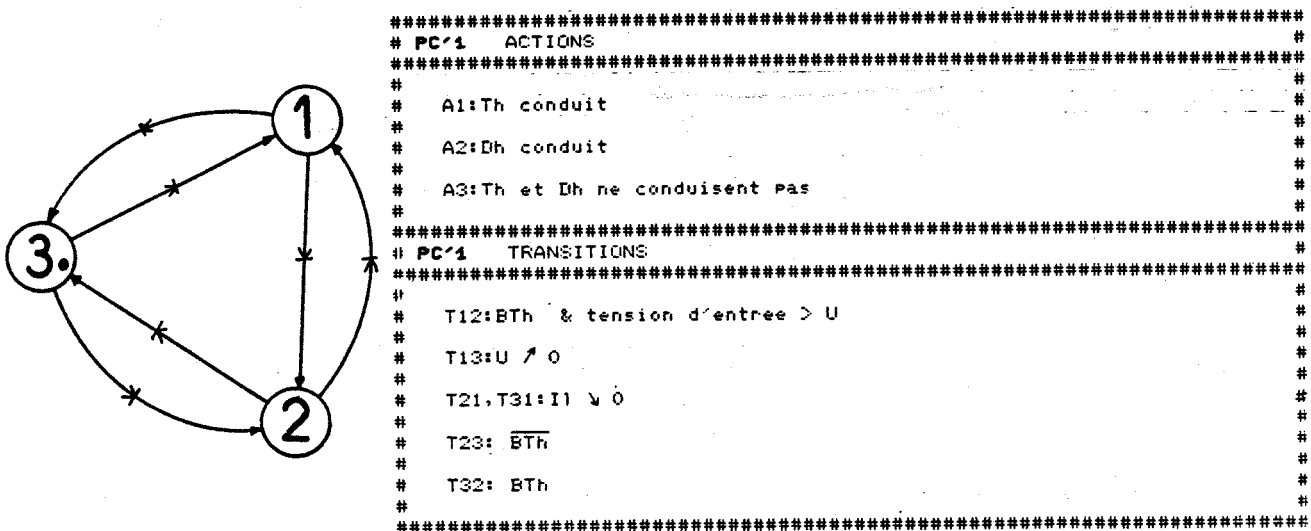 1
3.
2
################################################################
# PC'1 ACTIONS #
################################################################
# A1:Th conduit #
# A2:Dh conduit #
# A3:Th et Dh ne conduisent pas #
################################################################
# PC'1 TRANSITIONS #
################################################################
# T12:BTh & tension d'entree > U #
# T13:U ↗ 0 #
# T21,T31:I1 ↘ 0 #
# T23: B̅T̅h̅ #
# T32: BTh #
################################################################